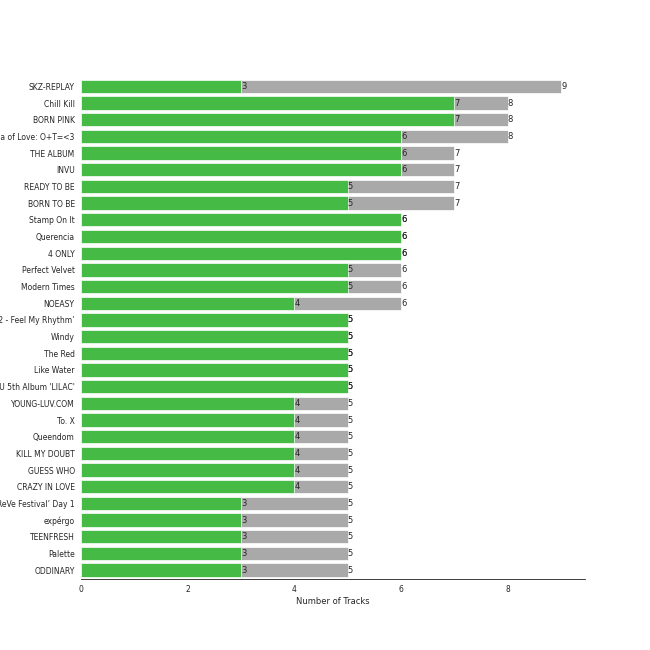 SKZ-REPLAY 3 9
Chill Kill 7 8
BORN PINK 7 8
a of Love: O+T=<3 6 8
THE ALBUM 6 7
INVU 6 7
READY TO BE 5 7
BORN TO BE 5 7
Stamp On It 6
Querencia 6
4 ONLY 6
Perfect Velvet 5 6
Modern Times 5 6
NOEASY 4 6
2 - Feel My Rhythm' 5
Windy 5
The Red 5
Like Water 5
U 5th Album 'LILAC' 5
YOUNG-LUV.COM 4 5
To. X 4 5
Queendom 4 5
KILL MY DOUBT 4 5
GUESS WHO 4 5
CRAZY IN LOVE 4 5
ReVe Festival' Day 1 3 5
expérgo 3 5
TEENFRESH 3 5
Palette 3 5
ODDINARY 3 5
0 2 4 6 8
Number of Tracks